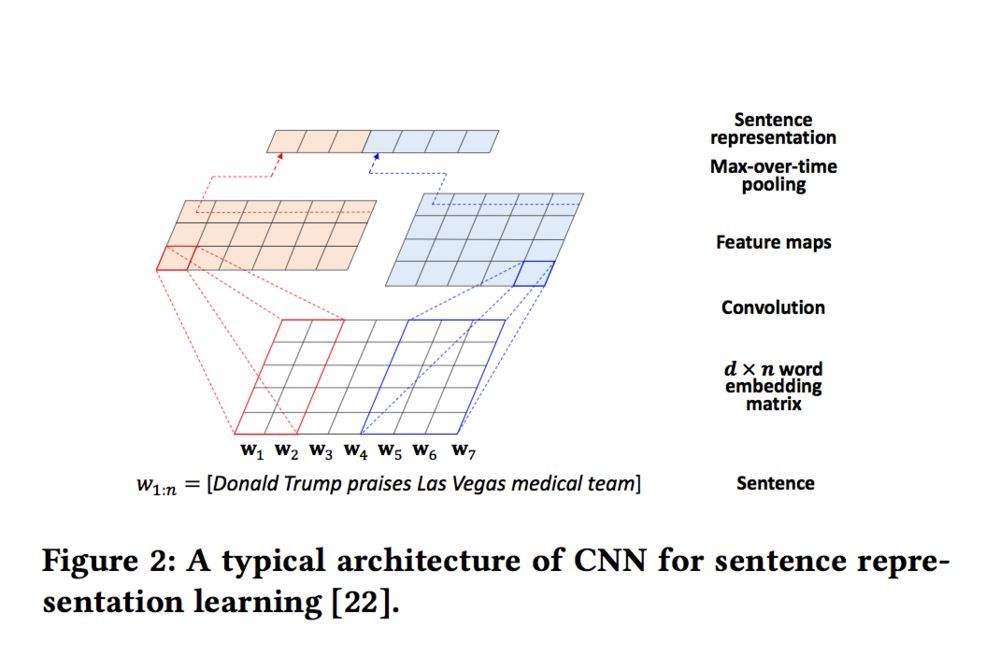 Sentence
representation
Max-over-time
pooling
Feature maps
Convolution
d × n word
embedding
matrix
w₁ w₂ w₃ w₄ w₅ w₆ w₇
w₁:ₙ = [Donald Trump praises Las Vegas medical team]
Sentence
Figure 2: A typical architecture of CNN for sentence repre-
sentation learning [22].